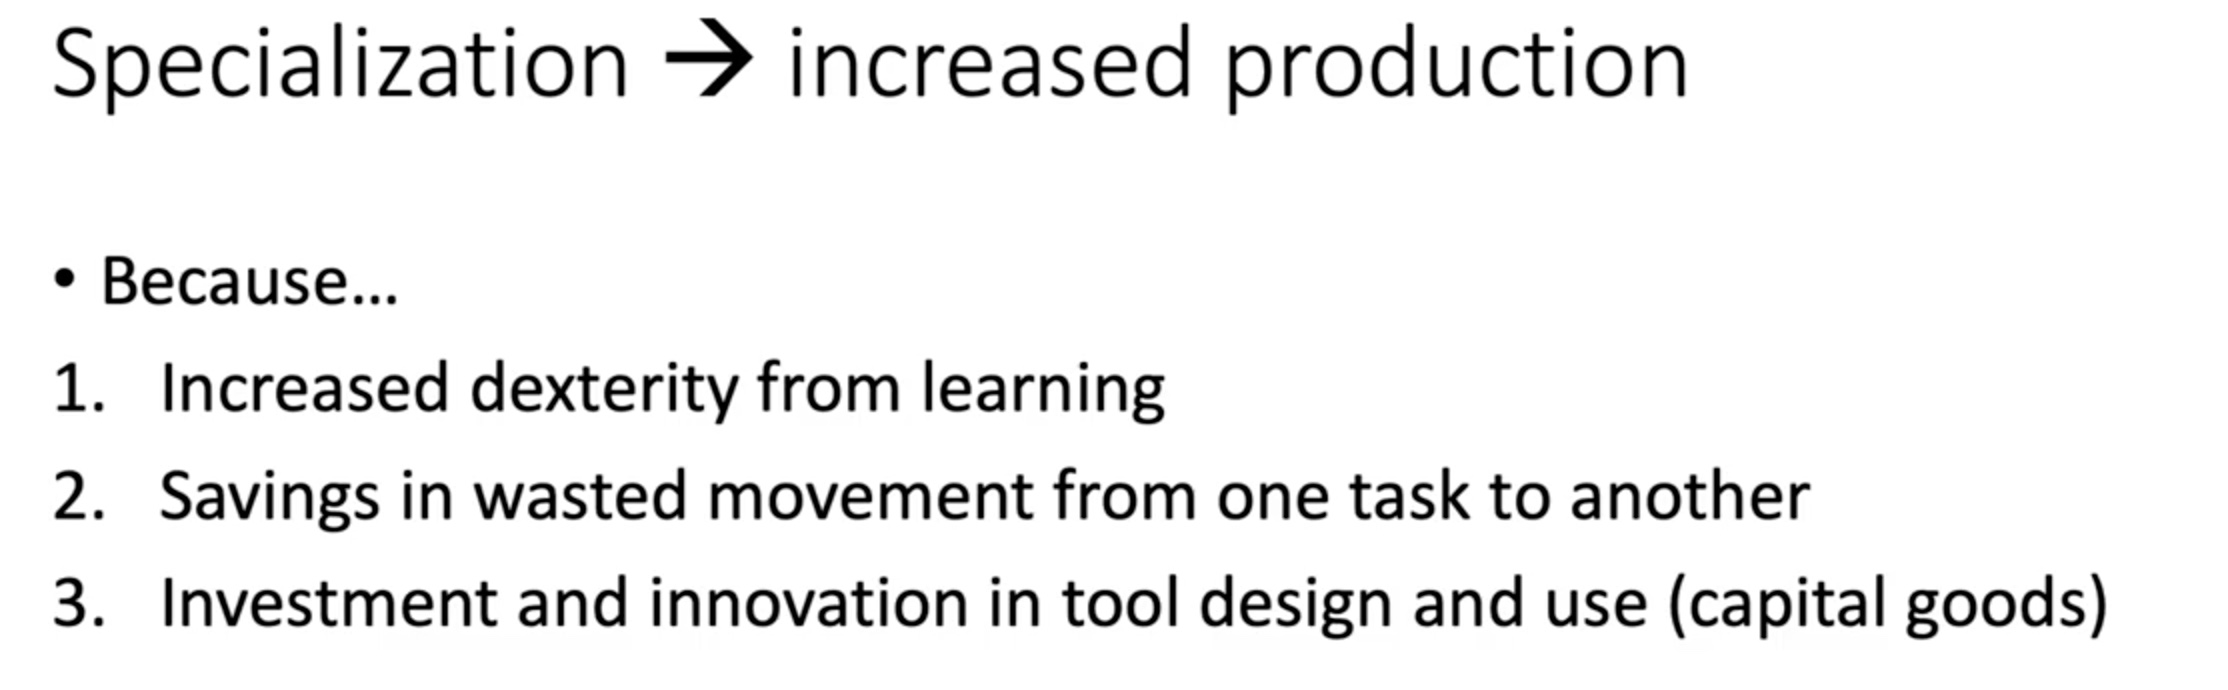 Specialization → increased production
• Because...
1. Increased dexterity from learning
2. Savings in wasted movement from one task to another
3. Investment and innovation in tool design and use (capital goods)